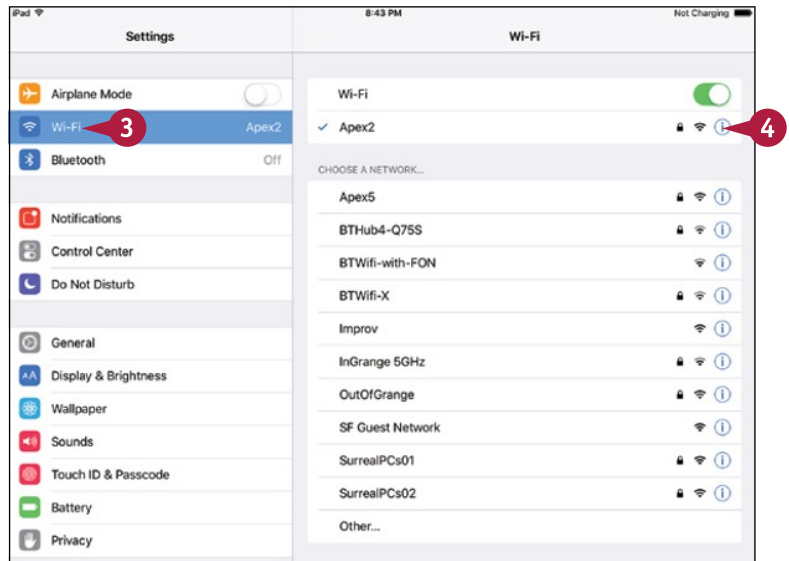 iPad 8:43 PM Not Charging
Settings Wi-Fi
Airplane Mode
Wi-Fi 3 Apex2
Bluetooth Off
Notifications
Control Center
Do Not Disturb
General
Display & Brightness
Wallpaper
Sounds
Touch ID & Passcode
Battery
Privacy
Wi-Fi
Apex2 4
CHOOSE A NETWORK...
Apex5
BTHub4-Q75S
BTWifi-with-FON
BTWifi-X
Improv
InGrange 5GHz
OutOfGrange
SF Guest Network
SurrealPCs01
SurrealPCs02
Other...